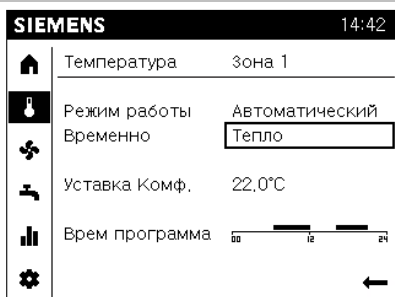 SIEMENS 14:42
Температура Зона 1
Режим работы Автоматический
Временно Тепло
Уставка Комф. 22,0°C
Врем программа
00 12 24